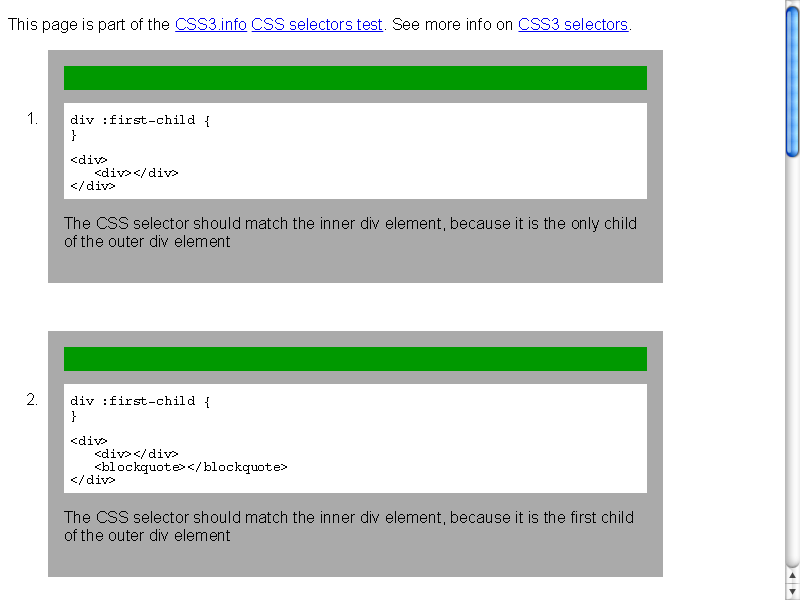 This page is part of the CSS3.info CSS selectors test. See more info on CSS3 selectors.
1.
div :first-child {
}
<div>
<div></div>
</div>
The CSS selector should match the inner div element, because it is the only child
of the outer div element
2.
div :first-child {
}
<div>
<div></div>
<blockquote></blockquote>
</div>
The CSS selector should match the inner div element, because it is the first child
of the outer div element